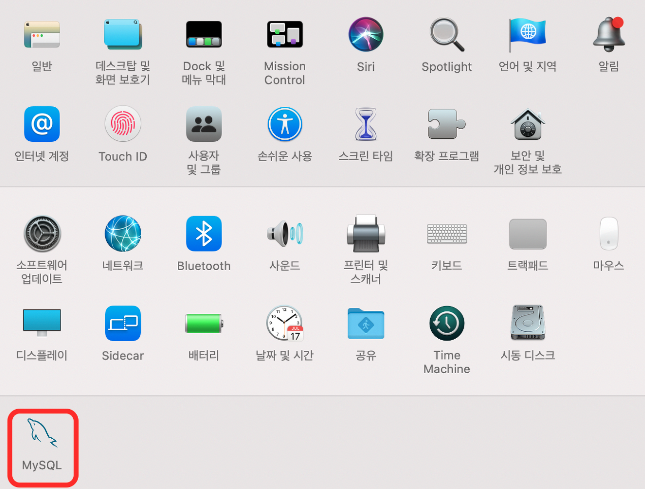 일반
데스크탑 및
화면 보호기
Dock 및
메뉴 막대
Mission
Control
Siri
Spotlight
언어 및 지역
알림
@
인터넷 계정
Touch ID
사용자
및 그룹
손쉬운 사용
스크린 타임
확장 프로그램
보안 및
개인 정보 보호
소프트웨어
업데이트
네트워크
Bluetooth
사운드
프린터 및
스캐너
키보드
트랙패드
마우스
디스플레이
Sidecar
배터리
JUL
17
날짜 및 시간
공유
Time
Machine
시동 디스크
MySQL